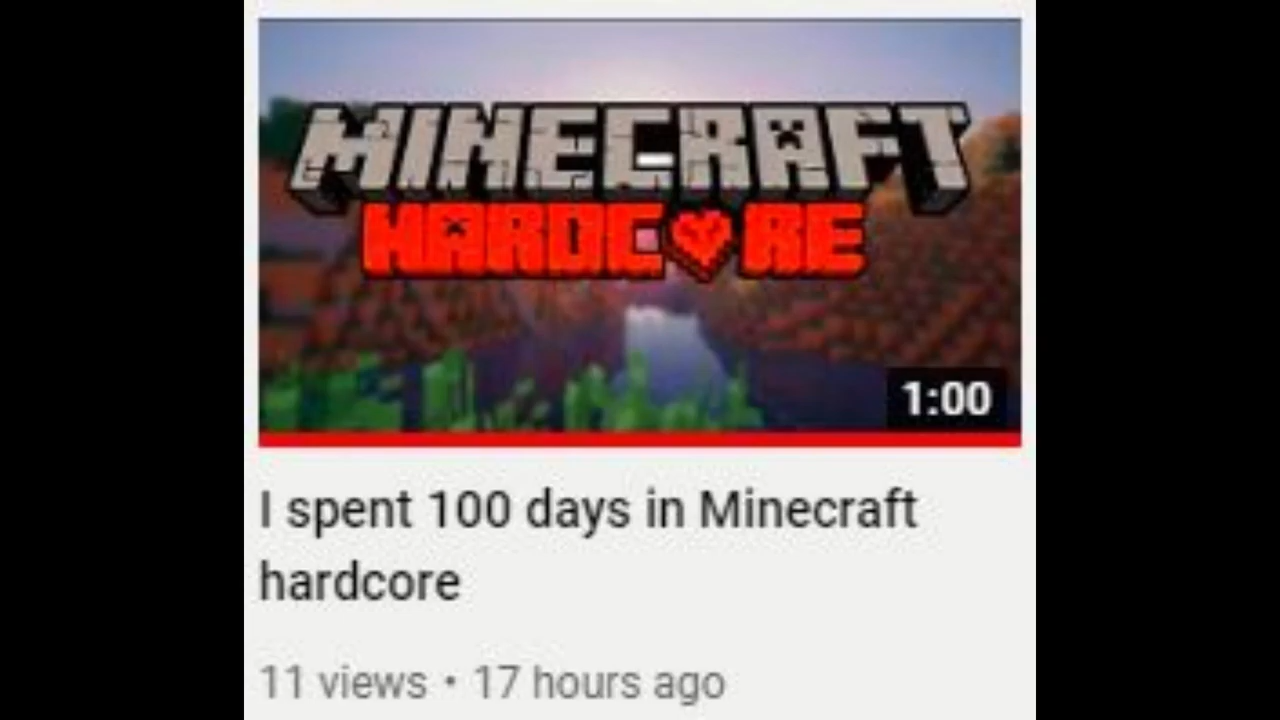 MINECRAFT
HARDCORE
1:00
I spent 100 days in Minecraft
hardcore
11 views • 17 hours ago